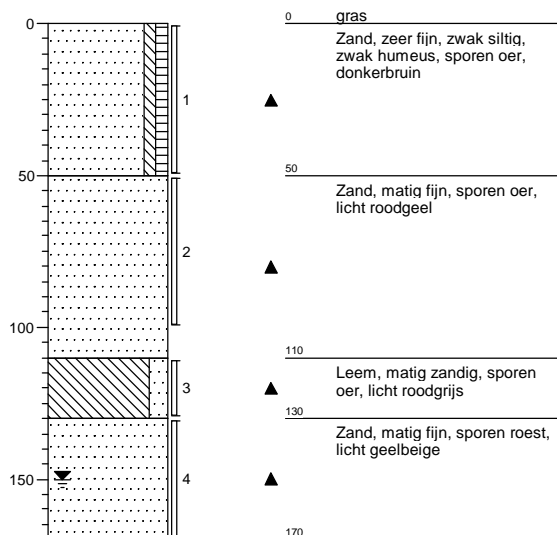 0
0
gras
Zand, zeer fijn, zwak siltig,
zwak humeus, sporen oer,
donkerbruin
1
50
50
Zand, matig fijn, sporen oer,
licht roodgeel
2
100
110
Leem, matig zandig, sporen
oer, licht roodgrijs
3
130
Zand, matig fijn, sporen roest,
licht geelbeige
150
4
170